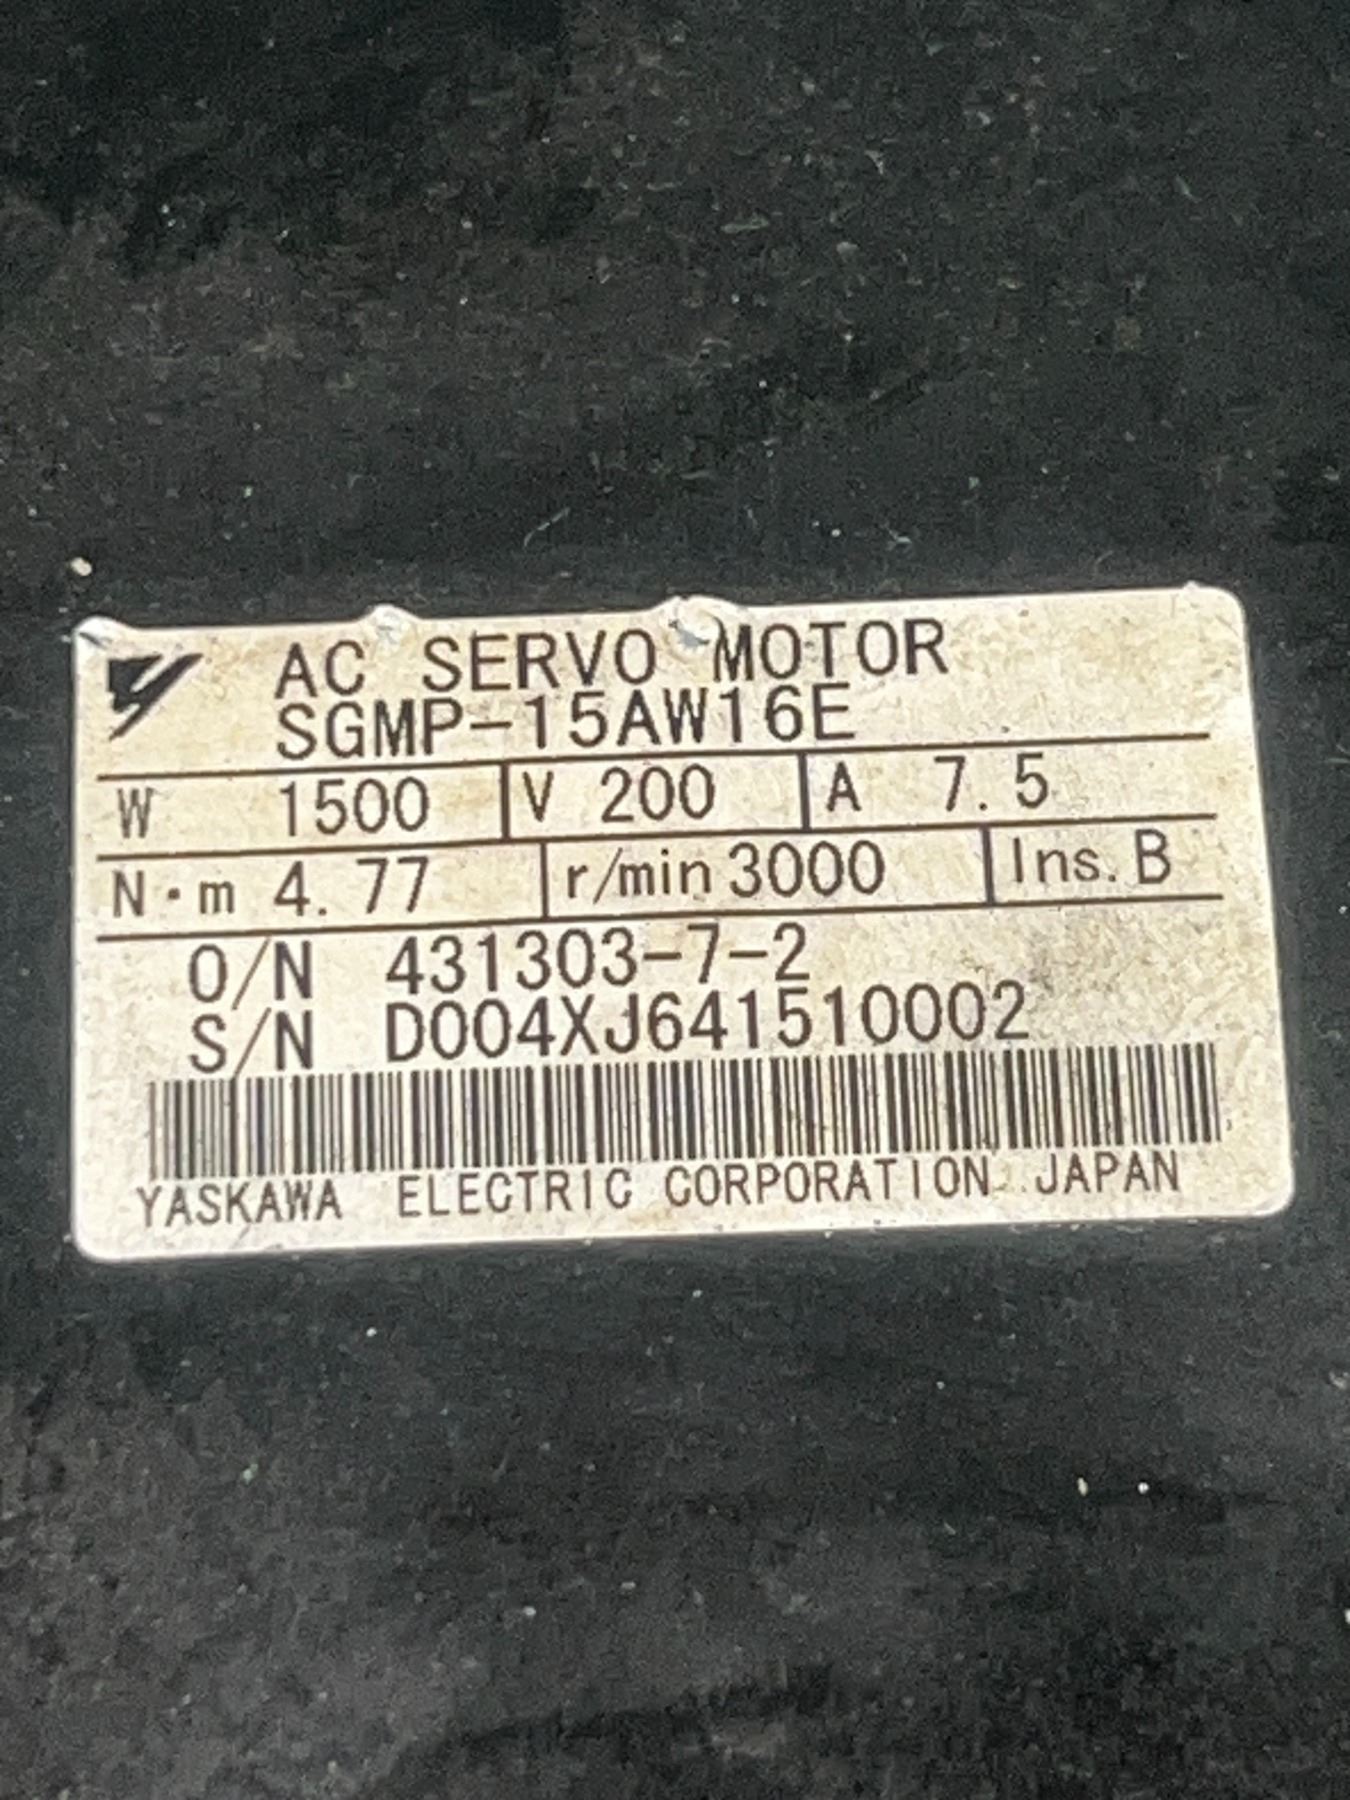 AC SERVO MOTOR
SGMP-15AW16E
W 1500 V 200 A 7.5
N·m 4.77 r/min 3000 Ins. B
O/N 431303-7-2
S/N D004XJ641510002
YASKAWA ELECTRIC CORPORATION JAPAN